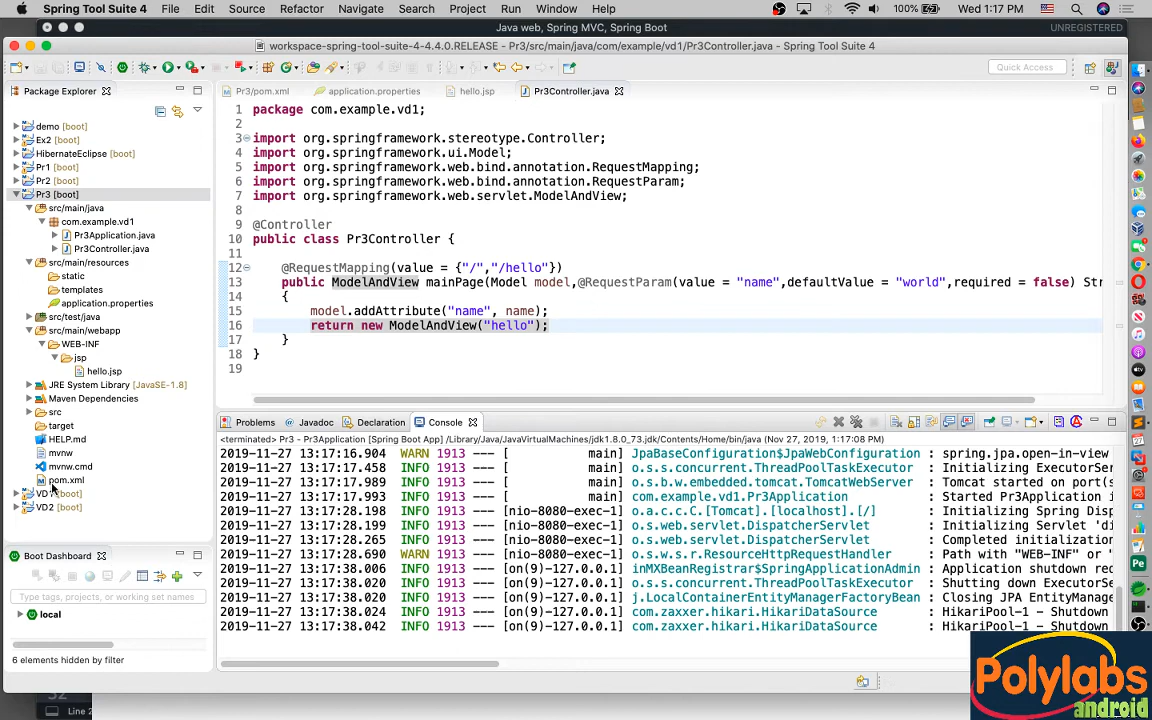 Spring Tool Suite 4 File Edit Source Refactor Navigate Search Project Run Window Help 100% Wed 1:17 PM
Java web, Spring MVC, Spring Boot UNREGISTERED
workspace-spring-tool-suite-4-4.4.0.RELEASE - Pr3/src/main/java/com/example/vd1/Pr3Controller.java - Spring Tool Suite 4
Quick Access
Package Explorer
Pr3/pom.xml application.properties hello.jsp Pr3Controller.java
demo [boot]
Ex2 [boot]
HibernateEclipse [boot]
Pr1 [boot]
Pr2 [boot]
Pr3 [boot]
src/main/java
com.example.vd1
Pr3Application.java
Pr3Controller.java
src/main/resources
static
templates
application.properties
src/test/java
src/main/webapp
WEB-INF
jsp
hello.jsp
JRE System Library [JavaSE-1.8]
Maven Dependencies
src
target
HELP.md
mvnw
mvnw.cmd
pom.xml
VD1 [boot]
VD2 [boot]
1 package com.example.vd1;
2
3 import org.springframework.stereotype.Controller;
4 import org.springframework.ui.Model;
5 import org.springframework.web.bind.annotation.RequestMapping;
6 import org.springframework.web.bind.annotation.RequestParam;
7 import org.springframework.web.servlet.ModelAndView;
8
9 @Controller
10 public class Pr3Controller {
11
12 @RequestMapping(value = {"/","/hello"})
13 public ModelAndView mainPage(Model model,@RequestParam(value = "name",defaultValue = "world",required = false) Str
14 {
15 model.addAttribute("name", name);
16 return new ModelAndView("hello");
17 }
18 }
19
Problems Javadoc Declaration Console
<terminated> Pr3 - Pr3Application [Spring Boot App] /Library/Java/JavaVirtualMachines/jdk1.8.0_73.jdk/Contents/Home/bin/java (Nov 27, 2019, 1:17:08 PM)
2019-11-27 13:17:16.904 WARN 1913 --- [ main] JpaBaseConfiguration$JpaWebConfiguration : spring.jpa.open-in-view
2019-11-27 13:17:17.458 INFO 1913 --- [ main] o.s.s.concurrent.ThreadPoolTaskExecutor : Initializing ExecutorSer
2019-11-27 13:17:17.989 INFO 1913 --- [ main] o.s.b.w.embedded.tomcat.TomcatWebServer : Tomcat started on port(s
2019-11-27 13:17:17.993 INFO 1913 --- [ main] com.example.vd1.Pr3Application : Started Pr3Application i
2019-11-27 13:17:28.198 INFO 1913 --- [nio-8080-exec-1] o.a.c.c.C.[Tomcat].[localhost].[/] : Initializing Spring Disp
2019-11-27 13:17:28.199 INFO 1913 --- [nio-8080-exec-1] o.s.web.servlet.DispatcherServlet : Initializing Servlet 'di
2019-11-27 13:17:28.265 INFO 1913 --- [nio-8080-exec-1] o.s.web.servlet.DispatcherServlet : Completed initialization
2019-11-27 13:17:28.690 WARN 1913 --- [nio-8080-exec-1] o.s.w.s.r.ResourceHttpRequestHandler : Path with "WEB-INF" or "
2019-11-27 13:17:38.006 INFO 1913 --- [on(9)-127.0.0.1] inMXBeanRegistrar$SpringApplicationAdmin : Application shutdown req
2019-11-27 13:17:38.020 INFO 1913 --- [on(9)-127.0.0.1] o.s.s.concurrent.ThreadPoolTaskExecutor : Shutting down ExecutorSe
2019-11-27 13:17:38.020 INFO 1913 --- [on(9)-127.0.0.1] j.LocalContainerEntityManagerFactoryBean : Closing JPA EntityManage
2019-11-27 13:17:38.024 INFO 1913 --- [on(9)-127.0.0.1] com.zaxxer.hikari.HikariDataSource : HikariPool-1 - Shutdown
2019-11-27 13:17:38.042 INFO 1913 --- [on(9)-127.0.0.1] com.zaxxer.hikari.HikariDataSource : HikariPool-1 - Shutdown
Boot Dashboard
Type tags, projects, or working set names
local
6 elements hidden by filter
Line 2
Polylabs
android